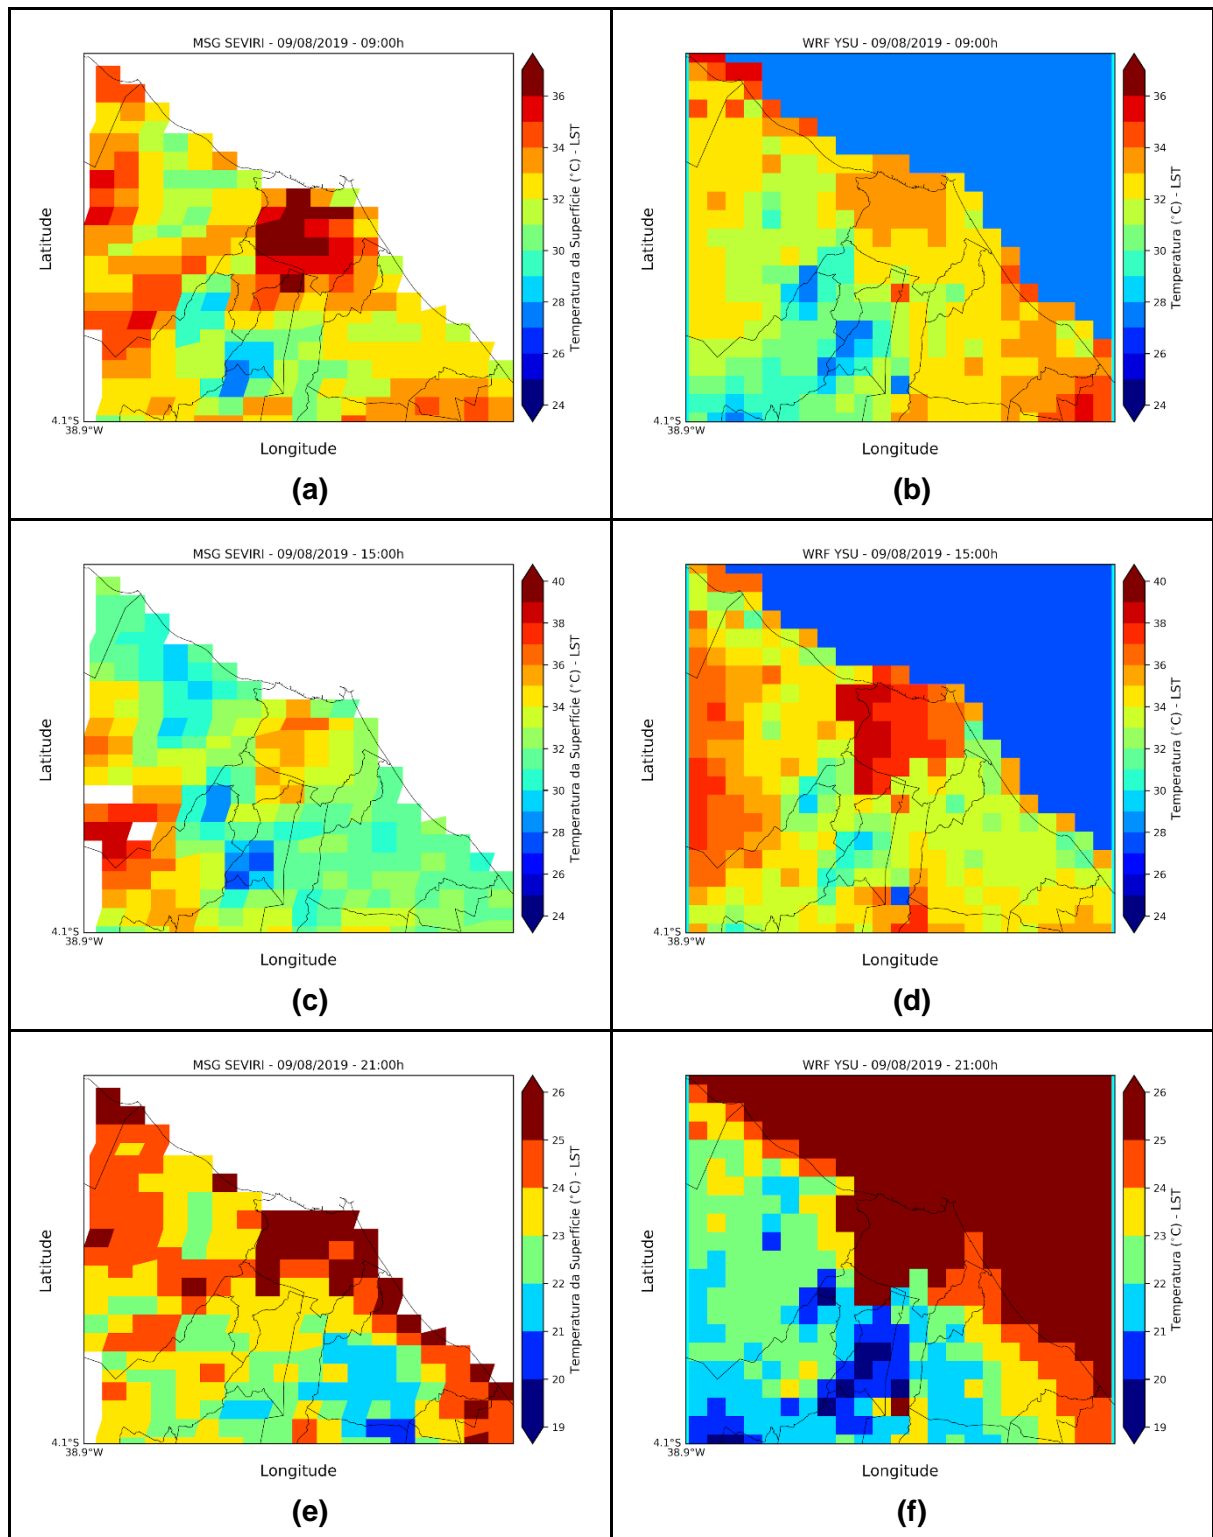 MSG SEVIRI - 09/08/2019 - 09:00h
Latitude
4.1°S
38.9°W
Longitude
36
34
32
30
28
26
24
Temperatura da Superfície (°C) - LST
(a)
WRF YSU - 09/08/2019 - 09:00h
Latitude
4.1°S
38.9°W
Longitude
36
34
32
30
28
26
24
Temperatura (°C) - LST
(b)
MSG SEVIRI - 09/08/2019 - 15:00h
Latitude
4.1°S
38.9°W
Longitude
40
38
36
34
32
30
28
26
24
Temperatura da Superfície (°C) - LST
(c)
WRF YSU - 09/08/2019 - 15:00h
Latitude
4.1°S
38.9°W
Longitude
40
38
36
34
32
30
28
26
24
Temperatura (°C) - LST
(d)
MSG SEVIRI - 09/08/2019 - 21:00h
Latitude
4.1°S
38.9°W
Longitude
26
25
24
23
22
21
20
19
Temperatura da Superfície (°C) - LST
(e)
WRF YSU - 09/08/2019 - 21:00h
Latitude
4.1°S
38.9°W
Longitude
26
25
24
23
22
21
20
19
Temperatura (°C) - LST
(f)